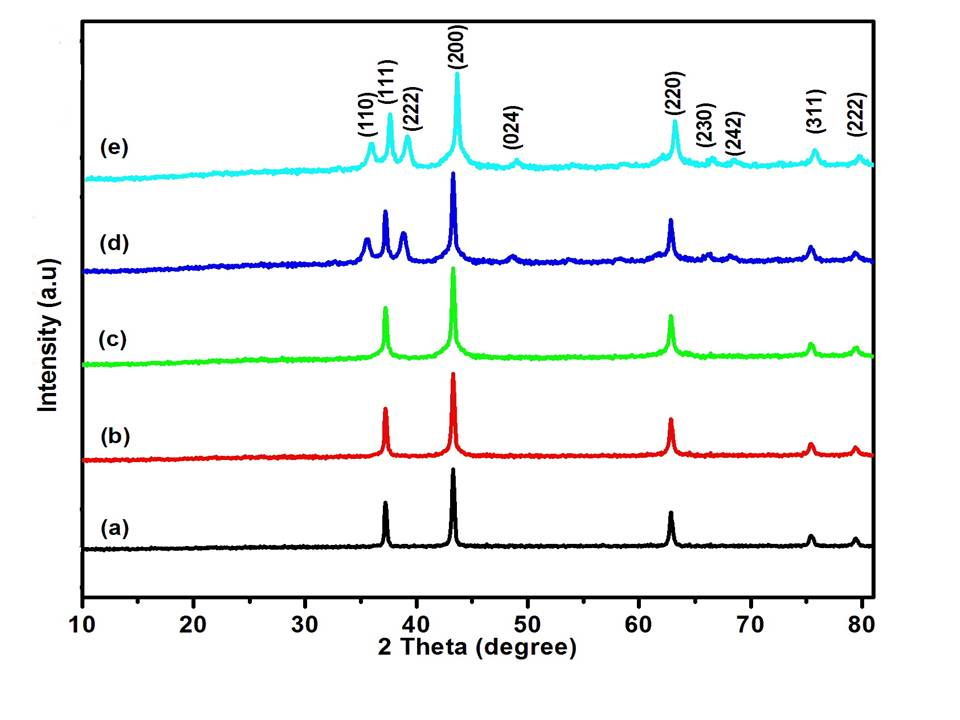 (200)
(111)
(222)
(110)
(024)
(220)
(230)
(242)
(311)
(222)
(e)
(d)
(c)
(b)
(a)
Intensity (a.u)
10 20 30 40 50 60 70 80
2 Theta (degree)